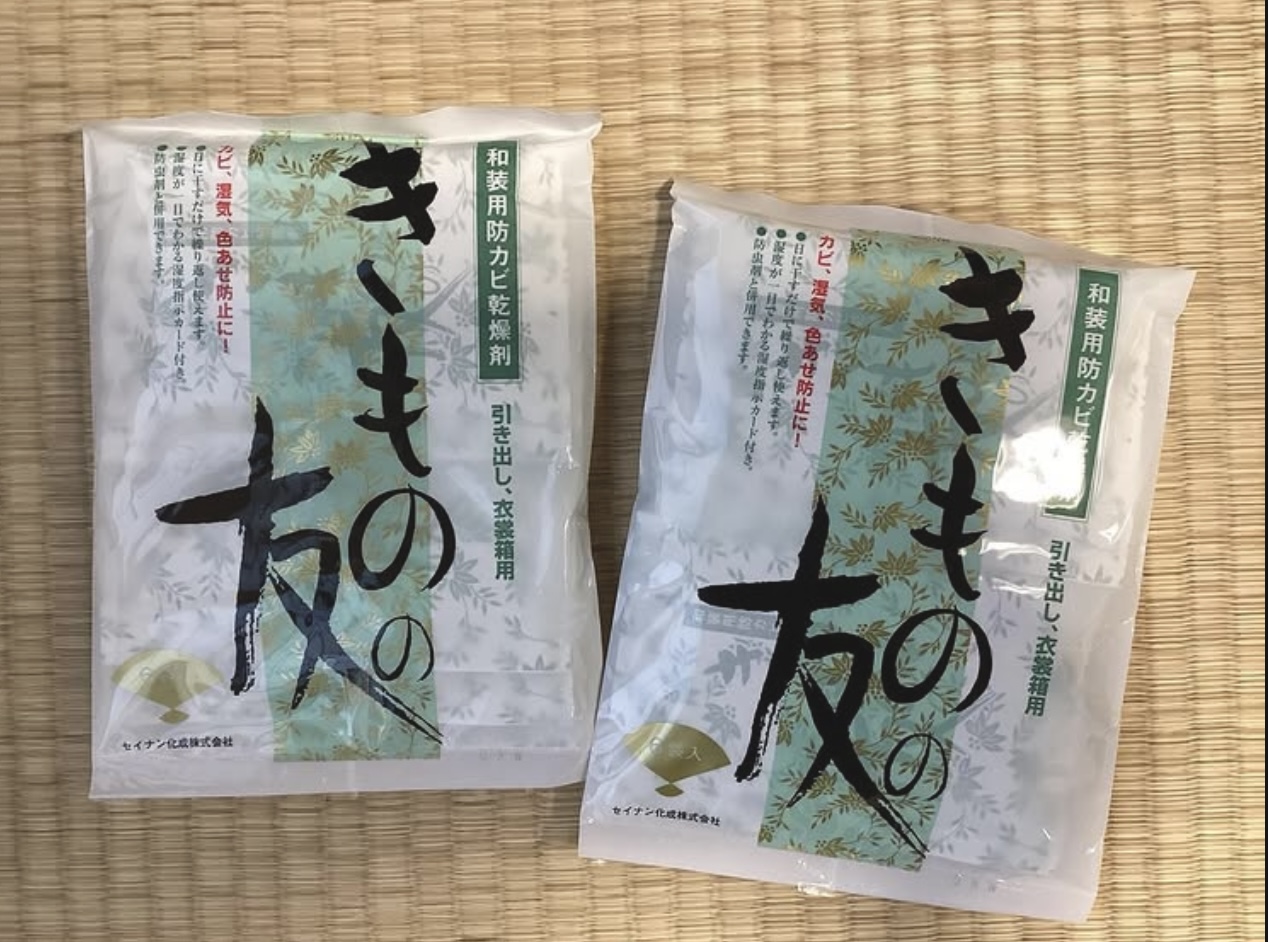 和装用防カビ乾燥剤
引き出し、衣裳箱用
きものの
友
カビ、湿気、色あせ防止に!
●日に干すだけで繰り返し使えます。
●湿度が一目でわかる湿度指示カード付き。
●防虫剤と併用できます。
セイナン化成株式会社
和装用防カビ
引き出し、衣裳箱用
きものの
友
カビ、湿気、色あせ防止に!
●日に干すだけで繰り返し使えます。
●湿度が一目でわかる湿度指示カード付き。
●防虫剤と併用できます。
袋入
セイナン化成株式会社